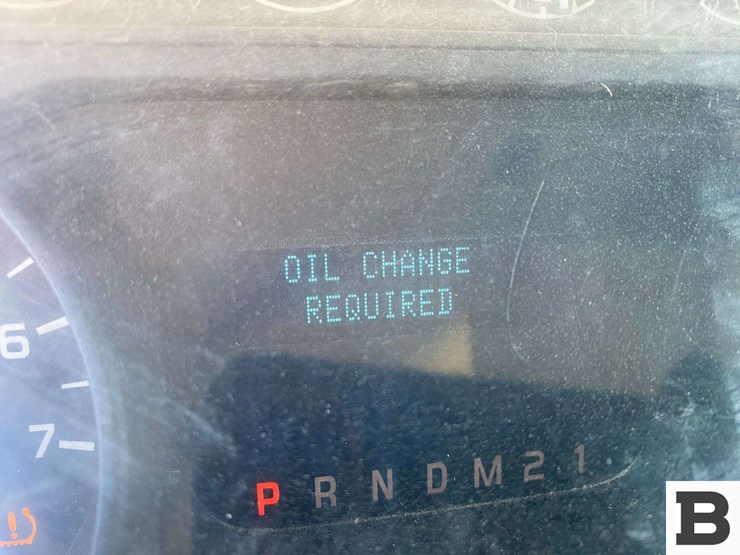 OIL CHANGE
REQUIRED
6
7
P R N D M 2 1
B